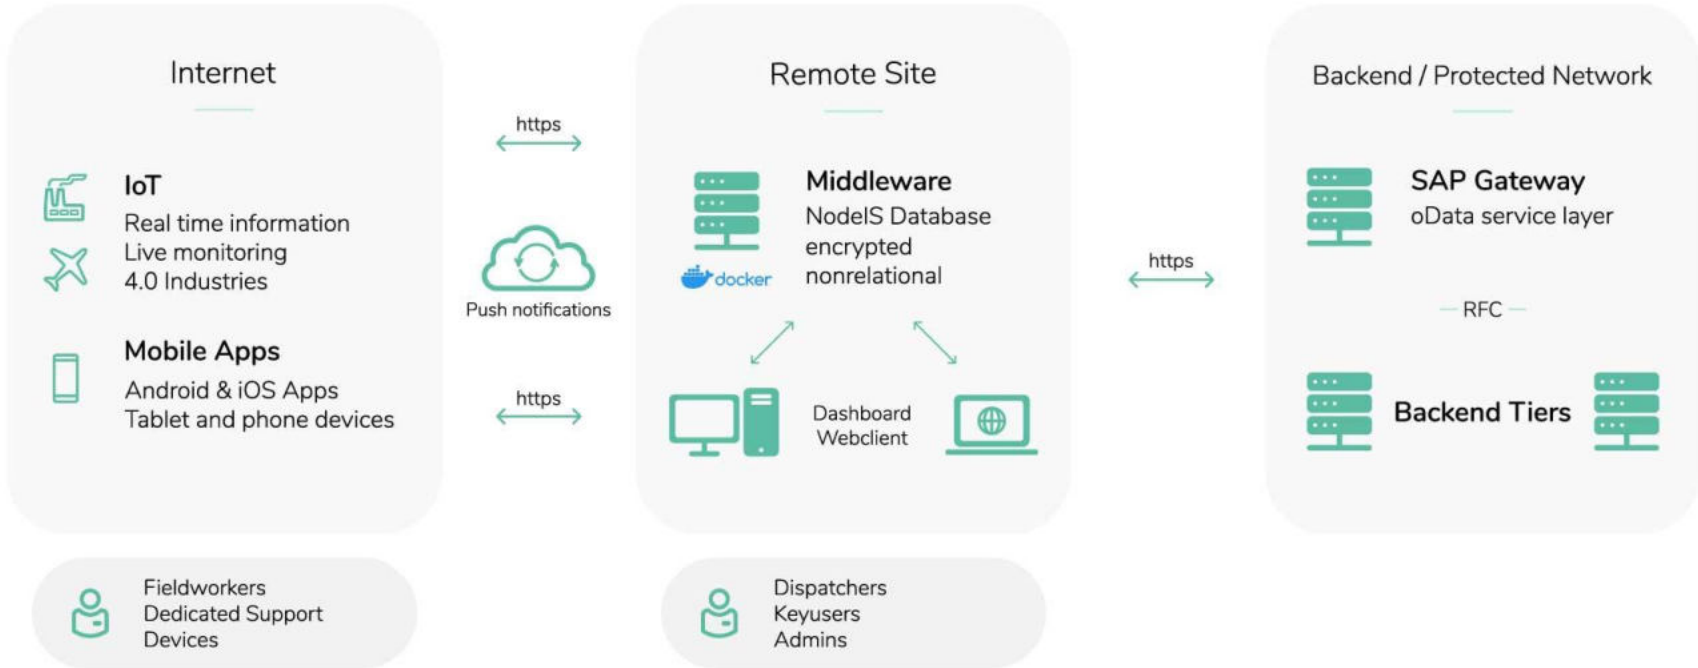 Internet
IoT
Real time information
Live monitoring
4.0 Industries
Mobile Apps
Android & iOS Apps
Tablet and phone devices
https
Push notifications
https
Remote Site
Middleware
NodeIS Database
encrypted
nonrelational
docker
Dashboard
Webclient
https
Backend / Protected Network
SAP Gateway
oData service layer
RFC
Backend Tiers
Fieldworkers
Dedicated Support
Devices
Dispatchers
Keyusers
Admins